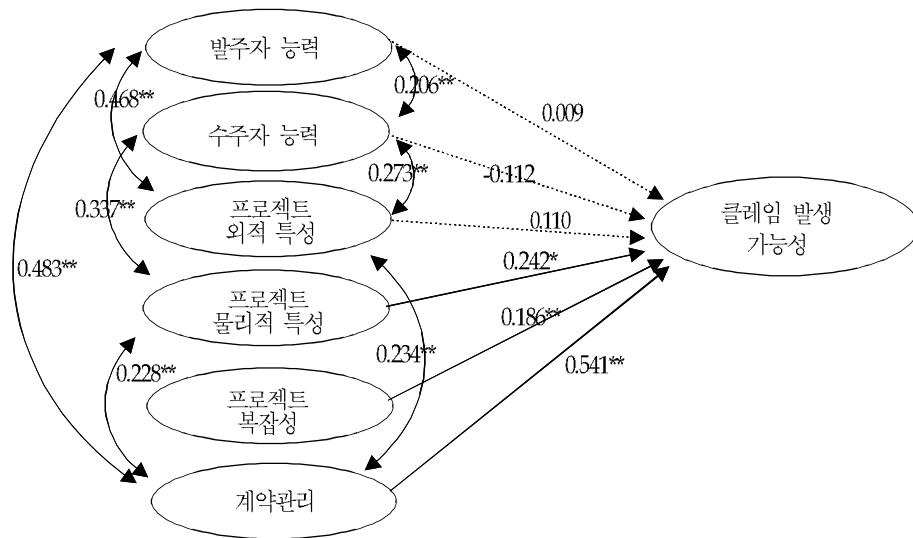 발주자 능력
0.206**
0.468**
0.009
수주자 능력
0.273**
-0.112
0.337**
프로젝트
외적 특성
0.110
클레임 발생
가능성
0.483**
0.242*
프로젝트
물리적 특성
0.186**
0.234**
0.541**
0.228**
프로젝트
복잡성
계약관리